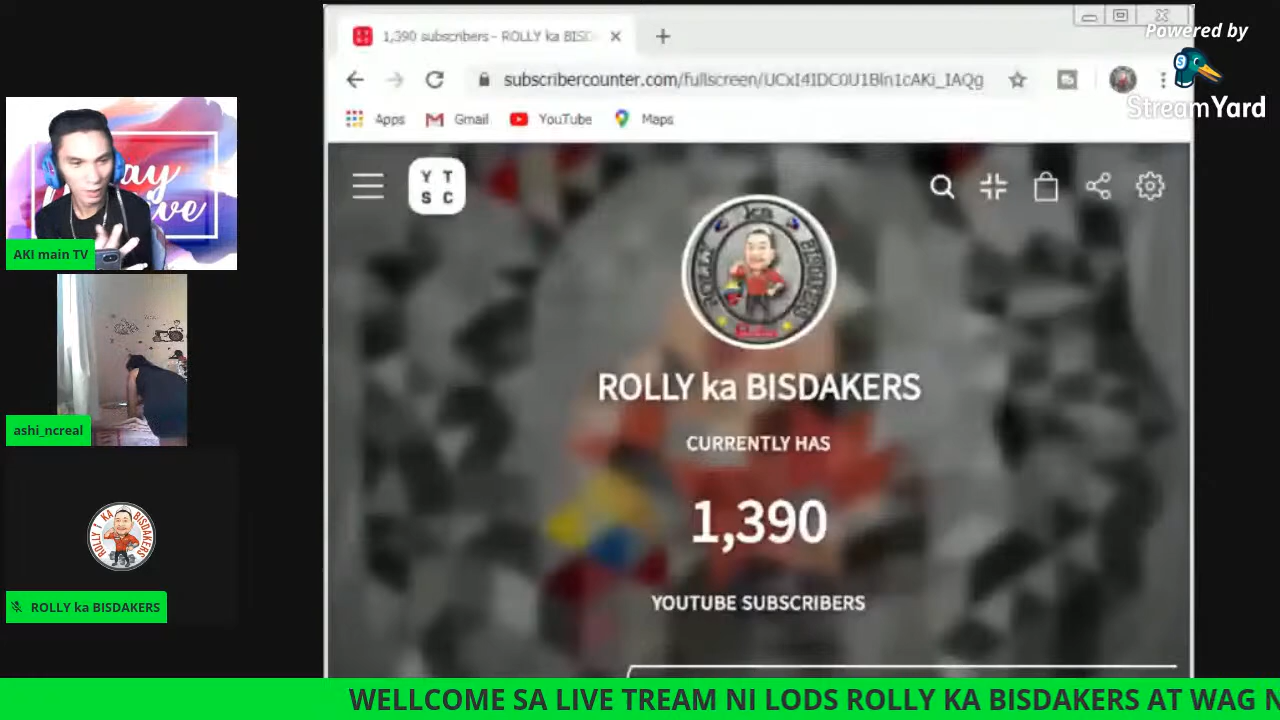 1,390 subscribers - ROLLY ka BISD
subscribercounter.com/fullscreen/UCxI4IDC0U1Bln1cAKi_IAQg
Apps
Gmail
YouTube
Maps
Powered by
StreamYard
Y T
S C
AKI main TV
ashi_ncreal
ROLLY ka BISDAKERS
ROLLY ka BISDAKERS
CURRENTLY HAS
1,390
YOUTUBE SUBSCRIBERS
WELLCOME SA LIVE TREAM NI LODS ROLLY KA BISDAKERS AT WAG N